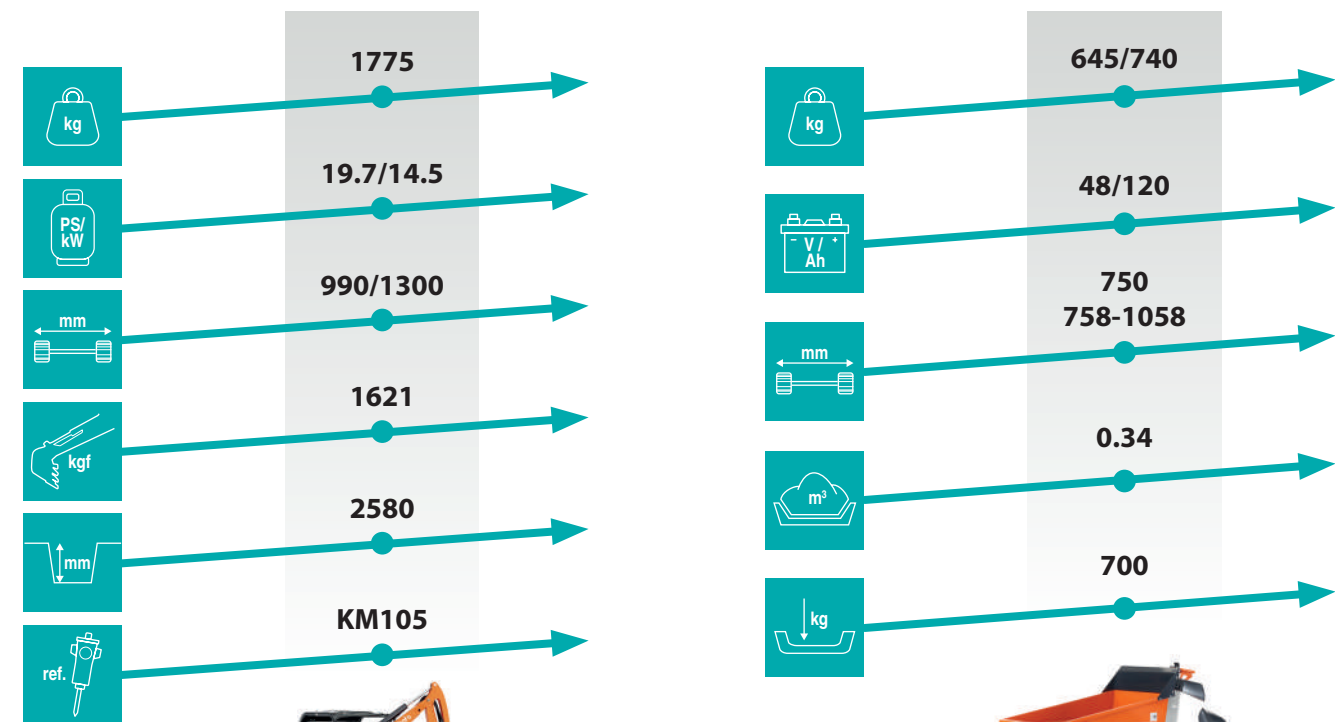 1775
kg
19.7/14.5
PS/
kW
990/1300
mm
1621
kgf
2580
mm
KM105
ref.
645/740
kg
48/120
- V / +
Ah
750
758-1058
mm
0.34
m³
700
kg